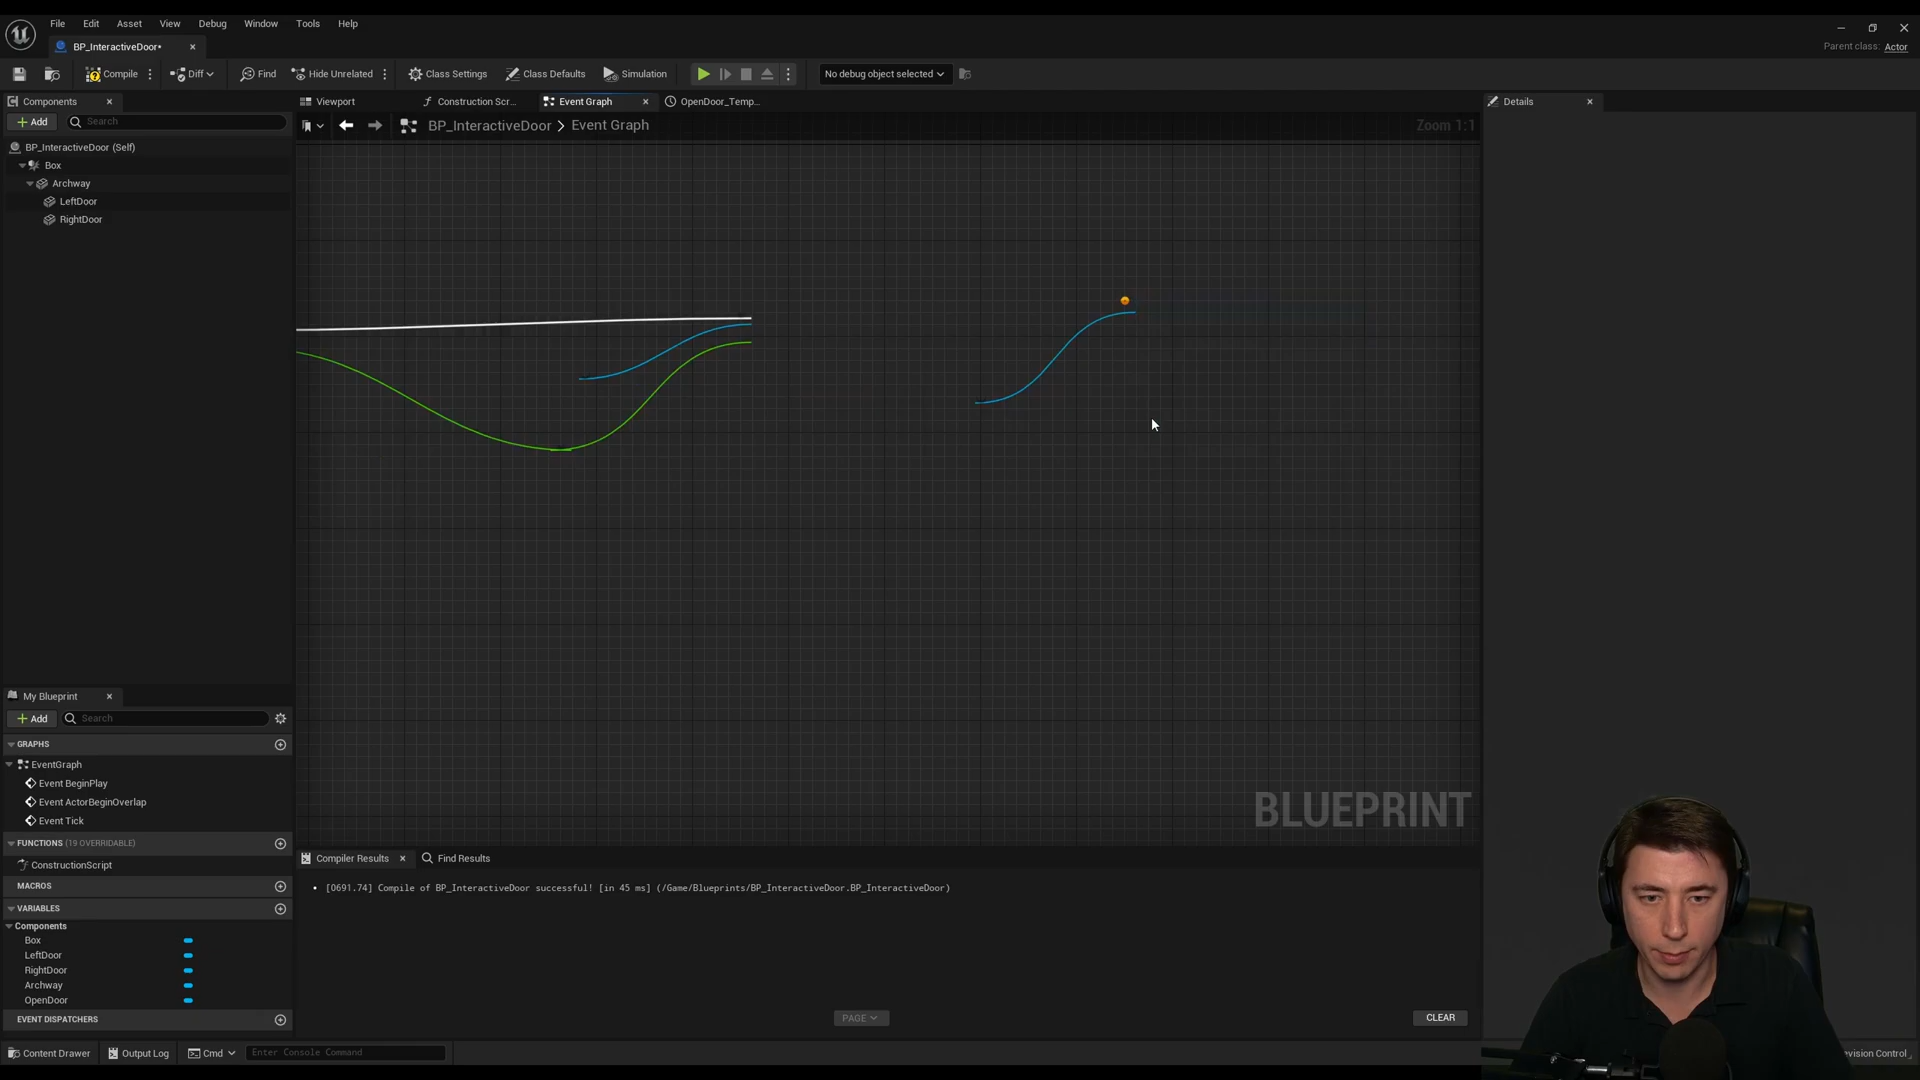 File Edit Asset View Debug Window Tools Help
BP_InteractiveDoor*
Parent class: Actor
Compile Diff Find Hide Unrelated Class Settings Class Defaults Simulation No debug object selected
Components
Viewport Construction Scr... Event Graph OpenDoor_Temp...
Details
Add Search
BP_InteractiveDoor > Event Graph
Zoom 1:1
BP_InteractiveDoor (Self)
Box
Archway
LeftDoor
RightDoor
My Blueprint
Add Search
GRAPHS
EventGraph
Event BeginPlay
Event ActorBeginOverlap
Event Tick
FUNCTIONS (19 OVERRIDABLE)
ConstructionScript
MACROS
VARIABLES
Components
Box
LeftDoor
RightDoor
Archway
OpenDoor
EVENT DISPATCHERS
BLUEPRINT
Compiler Results Find Results
[0691.74] Compile of BP_InteractiveDoor successful! [in 45 ms] (/Game/Blueprints/BP_InteractiveDoor.BP_InteractiveDoor)
PAGE
CLEAR
Content Drawer Output Log Cmd Enter Console Command
Control